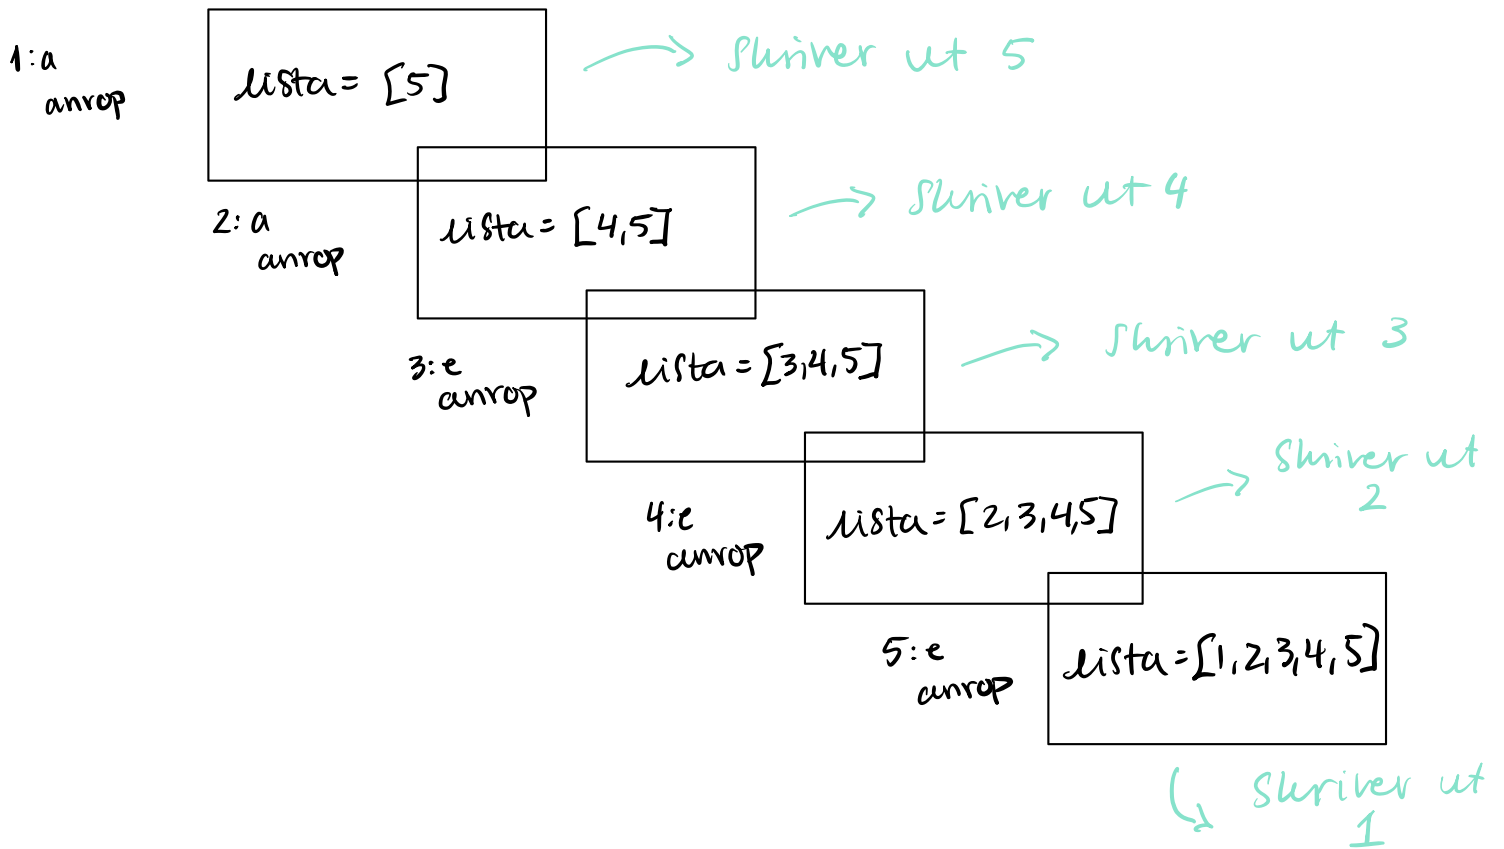 1:a
anrop
lista = [5]
Skriver ut 5
2:a
anrop
lista = [4,5]
Skriver ut 4
3:e
anrop
lista = [3,4,5]
Skriver ut 3
4:e
anrop
lista = [2,3,4,5]
Skriver ut
2
5:e
anrop
lista = [1,2,3,4,5]
Skriver ut
1